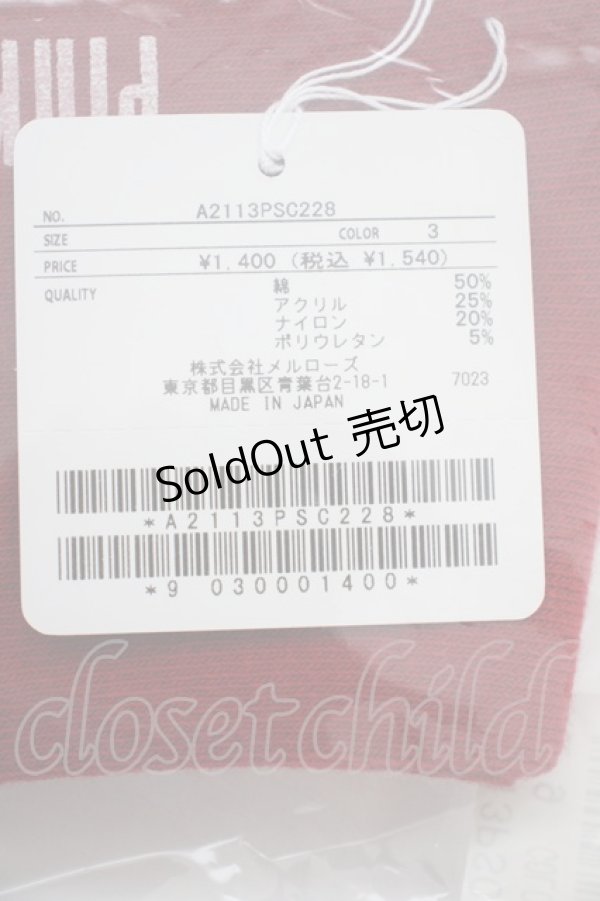 NO. A2113PSC228
SIZE COLOR 3
PRICE ¥1,400 (税込 ¥1,540)
QUALITY 綿 50%
アクリル 25%
ナイロン 20%
ポリウレタン 5%
株式会社メルローズ
東京都目黒区青葉台2-18-1 7023
MADE IN JAPAN
SoldOut 売切
*A2113PSC228*
*9 030001400*
closet child